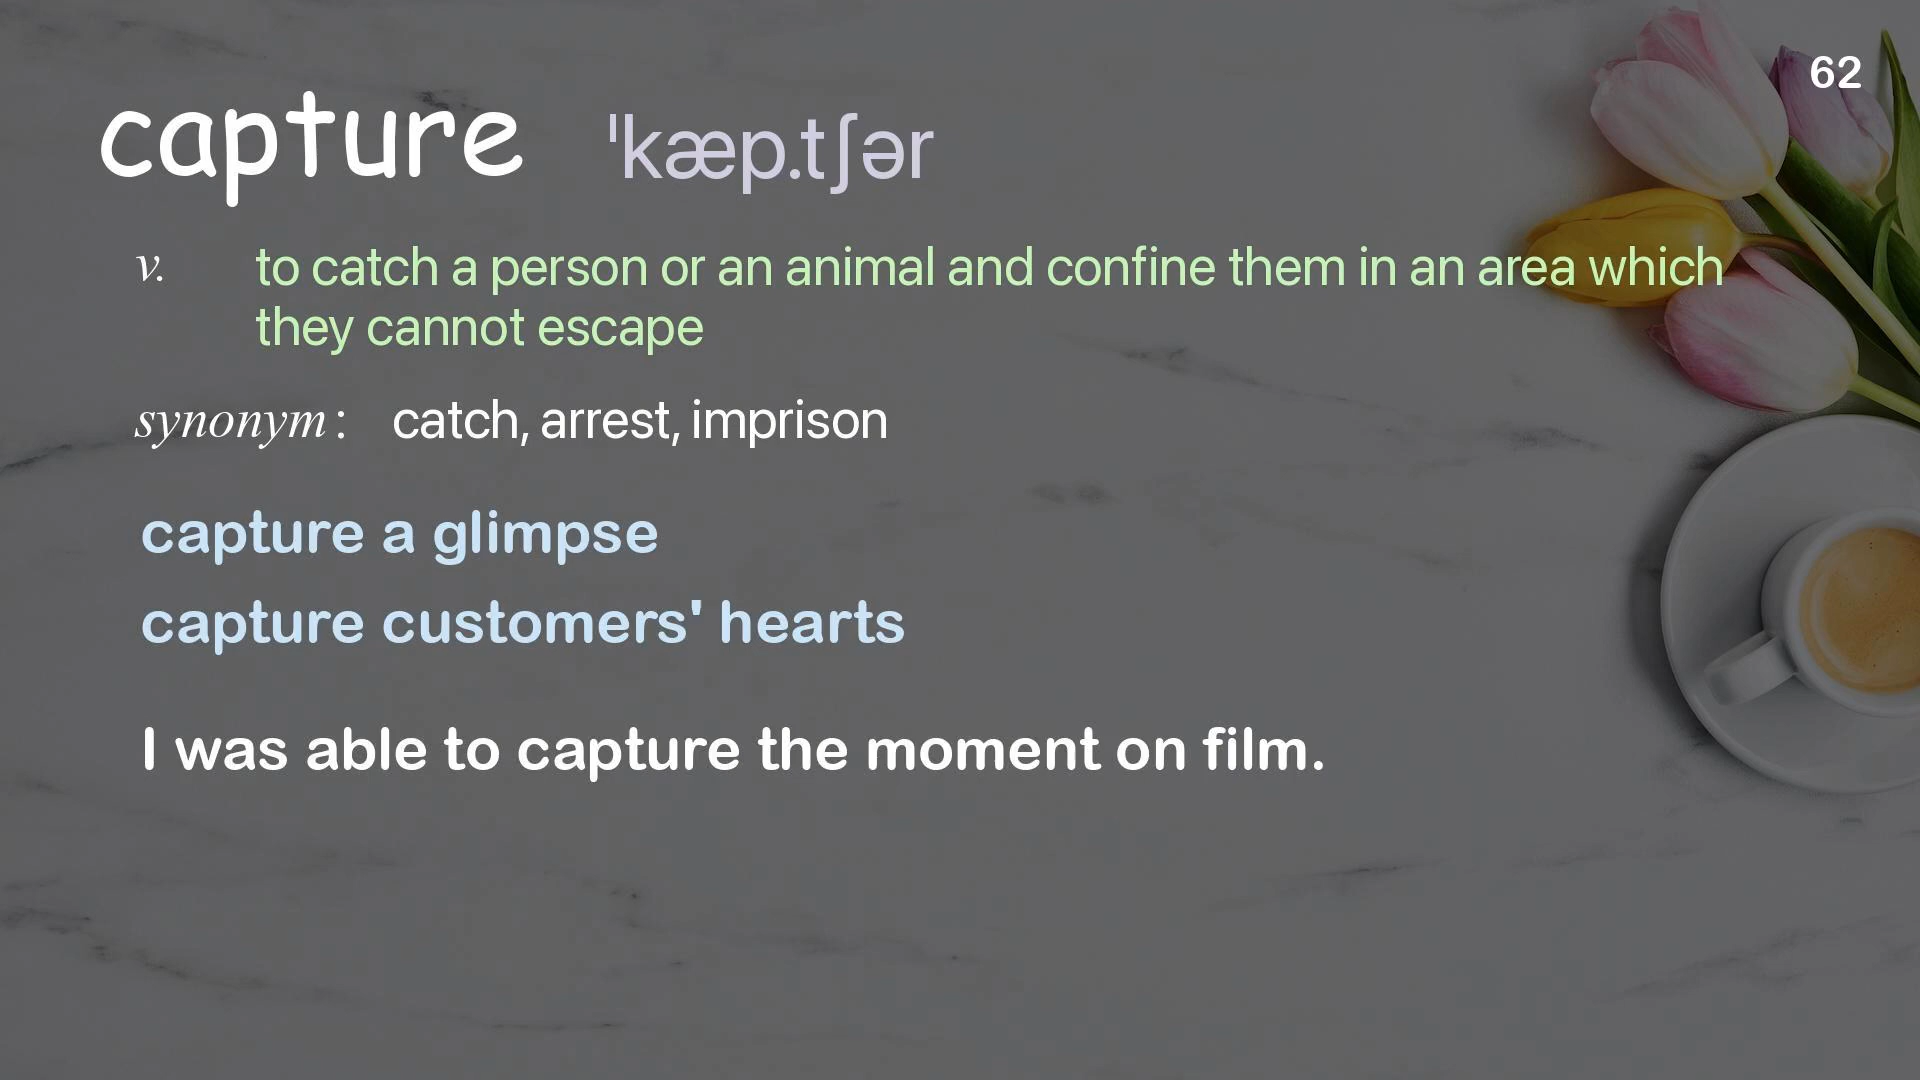 62
capture ˈkæp.tʃər
v. to catch a person or an animal and confine them in an area which
they cannot escape
synonym: catch, arrest, imprison
capture a glimpse
capture customers' hearts
I was able to capture the moment on film.